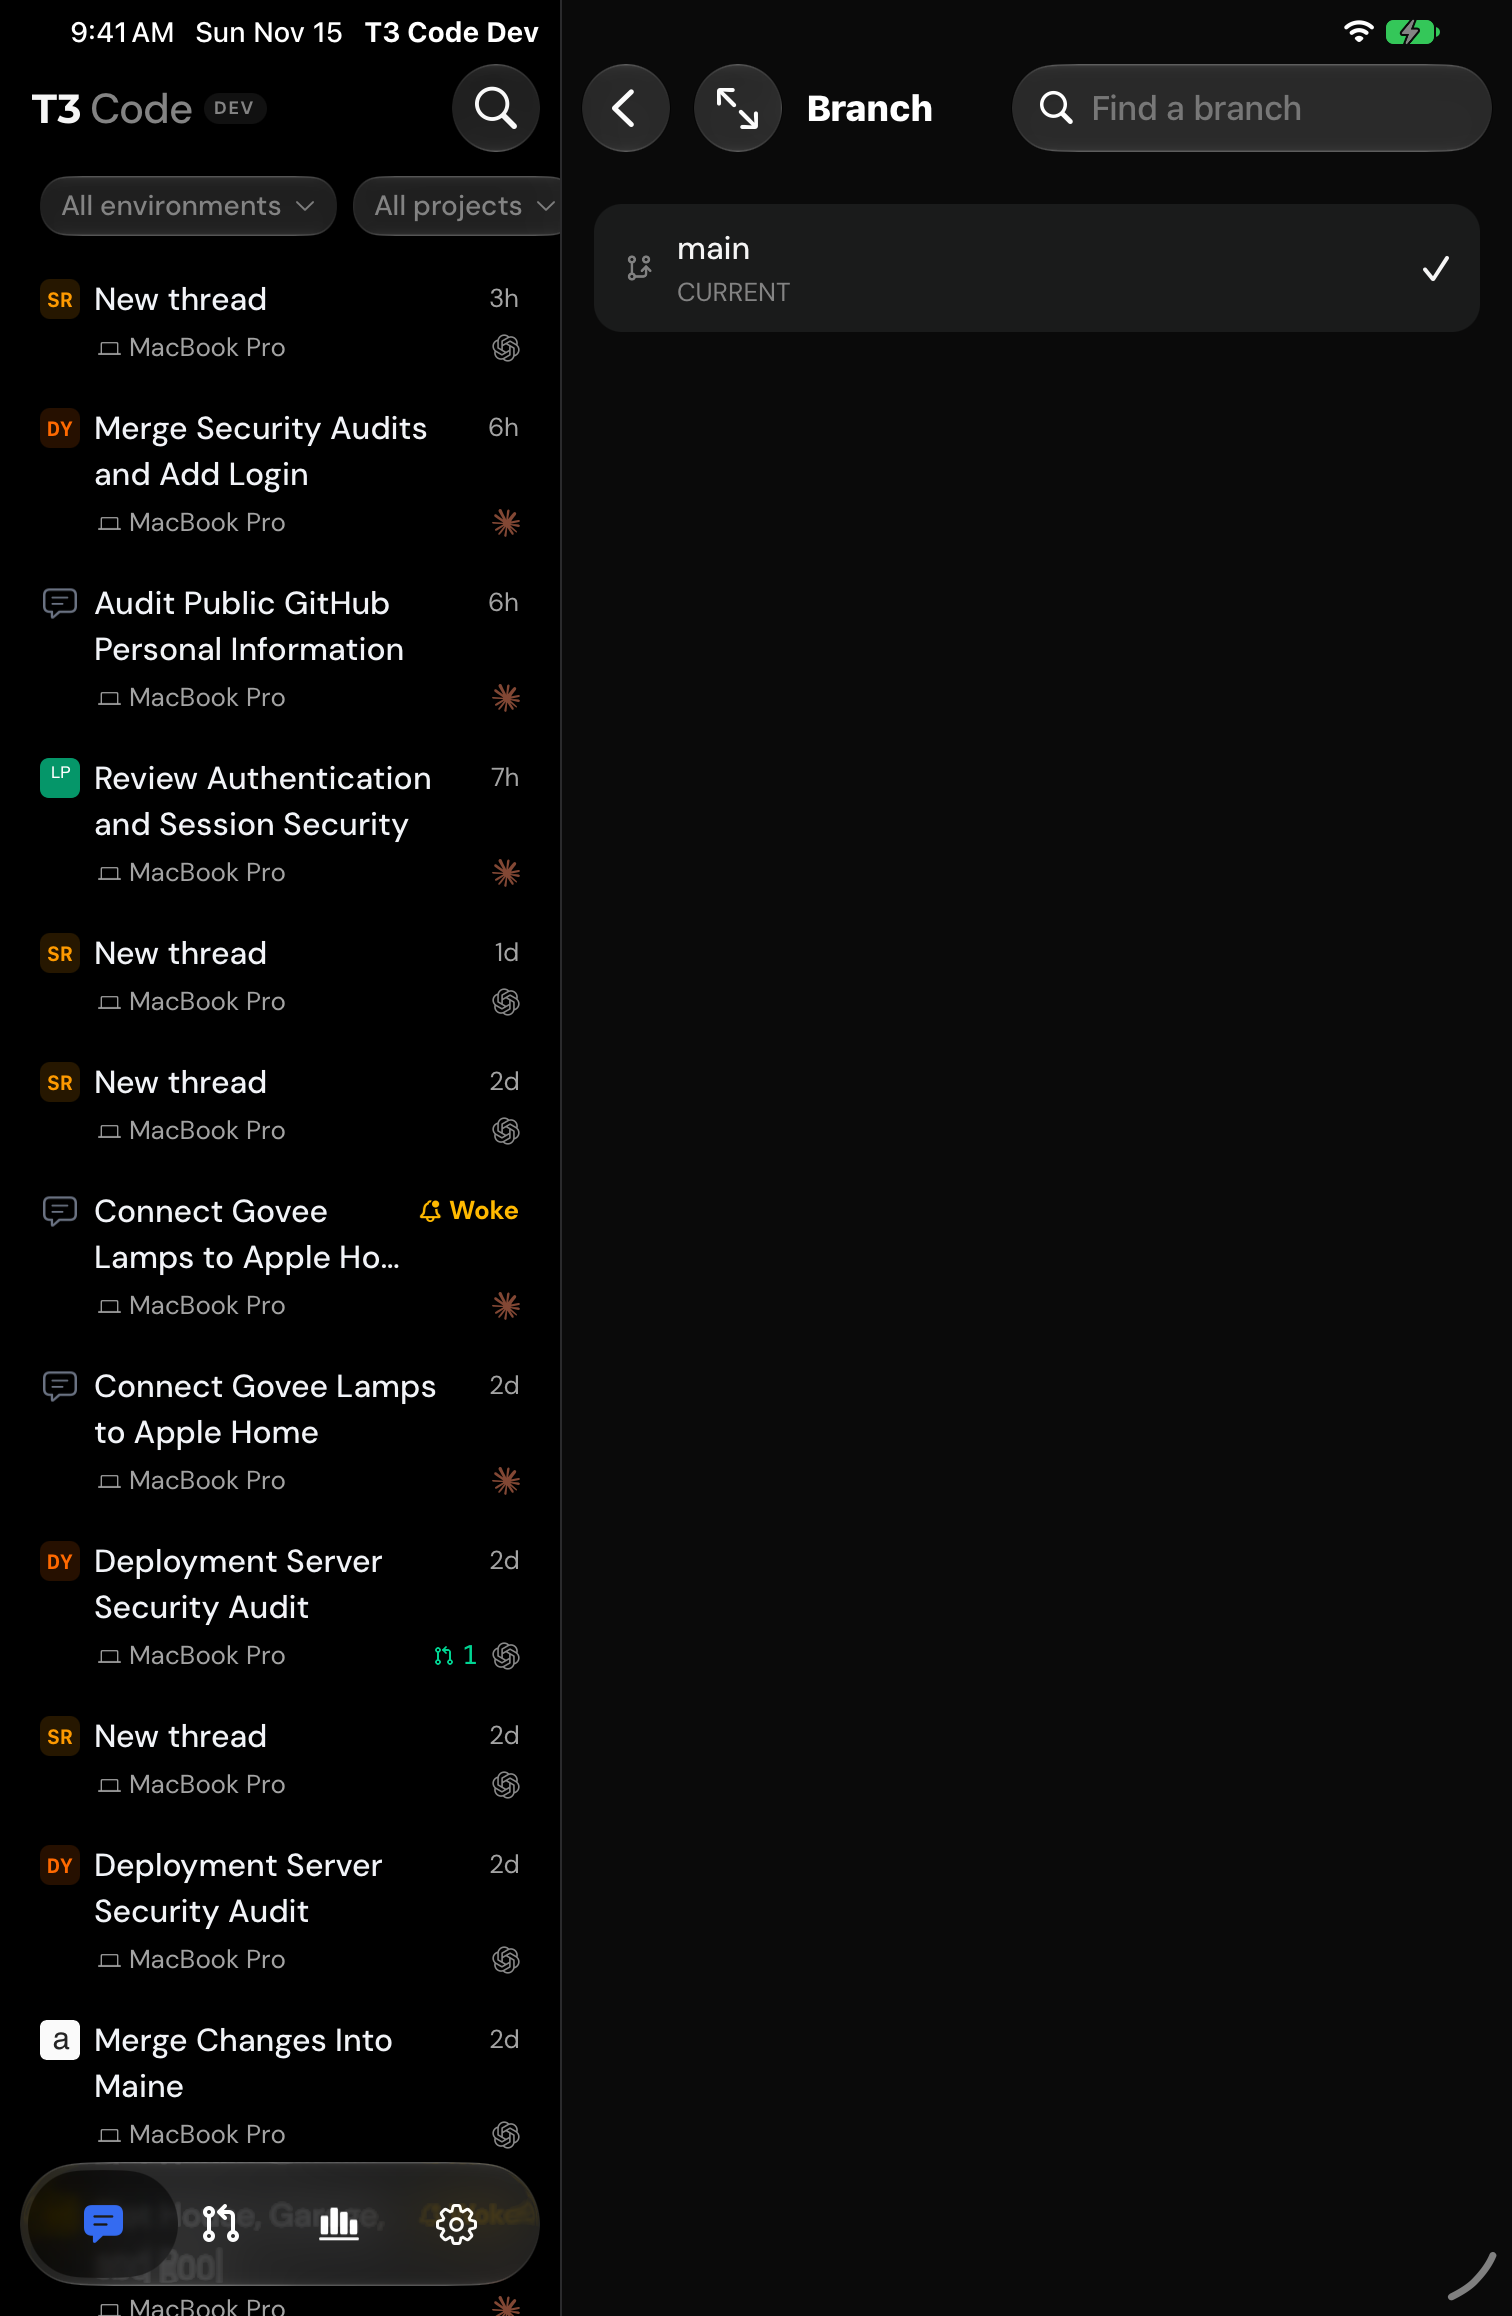 9:41 AM Sun Nov 15 T3 Code Dev
T3 Code DEV
All environments
All projects
SR New thread 3h
MacBook Pro
DY Merge Security Audits 6h
and Add Login
MacBook Pro
Audit Public GitHub 6h
Personal Information
MacBook Pro
LP Review Authentication 7h
and Session Security
MacBook Pro
SR New thread 1d
MacBook Pro
SR New thread 2d
MacBook Pro
Connect Govee Woke
Lamps to Apple Ho...
MacBook Pro
Connect Govee Lamps 2d
to Apple Home
MacBook Pro
DY Deployment Server 2d
Security Audit
MacBook Pro 1
SR New thread 2d
MacBook Pro
DY Deployment Server 2d
Security Audit
MacBook Pro
a Merge Changes Into 2d
Maine
MacBook Pro
MacBook Pro
Branch
Find a branch
main
CURRENT